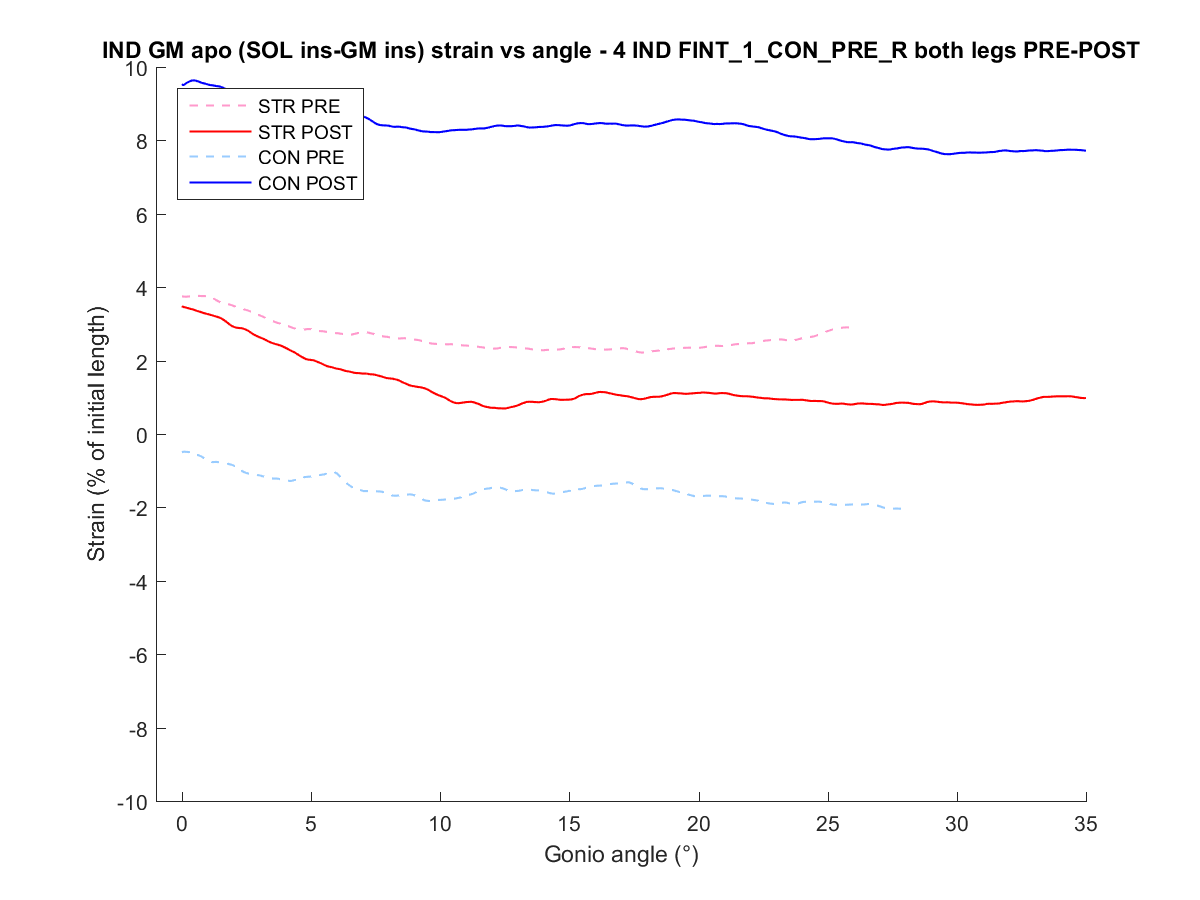 IND GM apo (SOL ins-GM ins) strain vs angle - 4 IND FINT_1_CON_PRE_R both legs PRE-POST
10
8
6
4
2
0
-2
-4
-6
-8
-10
Strain (% of initial length)
STR PRE
STR POST
CON PRE
CON POST
0 5 10 15 20 25 30 35
Gonio angle (°)